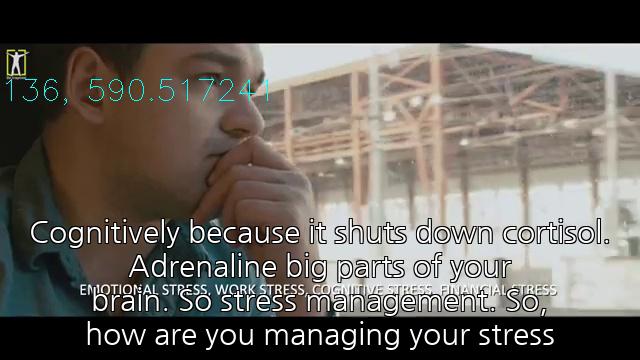 136, 590.517241
Cognitively because it shuts down cortisol.
Adrenaline big parts of your
EMOTIONAL STRESS, WORK STRESS, COGNITIVE STRESS, FINANCIAL STRESS
brain. So stress management. So,
how are you managing your stress